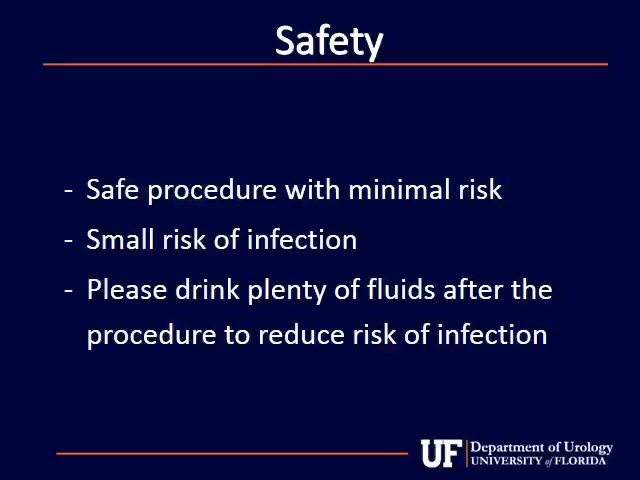 Safety
- Safe procedure with minimal risk
- Small risk of infection
- Please drink plenty of fluids after the
procedure to reduce risk of infection
UF Department of Urology
UNIVERSITY of FLORIDA